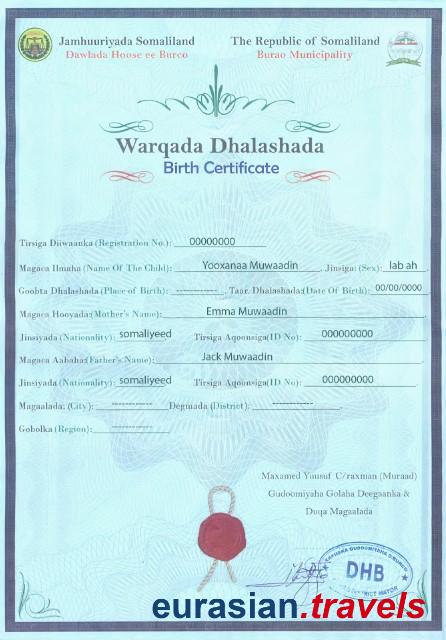 Jamhuuriyada Somaliland
The Republic of Somaliland
Dawlada Hoose ee Burco
Burao Municipality
Warqada Dhalashada
Birth Certificate
Tirsiga Diiwaanka (Registration No.): 00000000
Magaca Ilmaha (Name Of The Child): Yooxanaa Muwaadin. Jinsiga: (Sex): lab ah
Goobta Dhalashada (Place of Birth): ---------- Taar. Dhalashada:(Date Of Birth): 00/00/0000
Magaca Hooyada:(Mother's Name): Emma Muwaadin
Jinsiyada (Nationality): somaliyeed Tirsiga Aqoonsiga(ID No): 000000000
Magaca Aabaha:(Father's Name): Jack Muwaadin
Jinsiyada (Nationality): somaliyeed Tirsiga Aqoonsiga(ID No): 000000000
Magaalada: (City): ---------- Degmada (District): ----------
Gobolka (Region): ----------
Maxamed Yuusuf C/raxman (Muraad)
Gudoomiyaha Golaha Deegaanka &
Duqa Magaalada
DHB
eurasian.travels